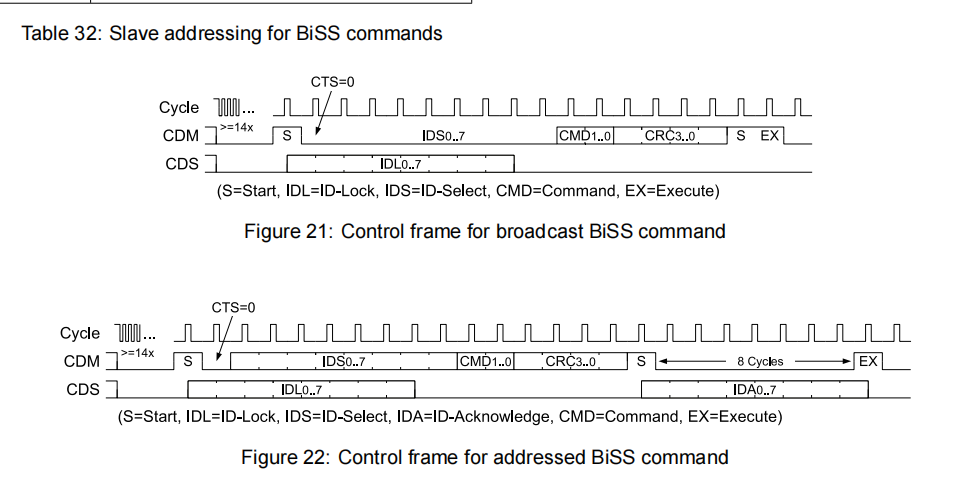 Table 32: Slave addressing for BiSS commands
CTS=0
Cycle ...
CDM >=14x S IDS0..7 CMD1..0 CRC3..0 S EX
CDS IDL0..7
(S=Start, IDL=ID-Lock, IDS=ID-Select, CMD=Command, EX=Execute)
Figure 21: Control frame for broadcast BiSS command
CTS=0
Cycle ...
CDM >=14x S IDS0..7 CMD1..0 CRC3..0 S 8 Cycles EX
CDS IDL0..7 IDA0..7
(S=Start, IDL=ID-Lock, IDS=ID-Select, IDA=ID-Acknowledge, CMD=Command, EX=Execute)
Figure 22: Control frame for addressed BiSS command